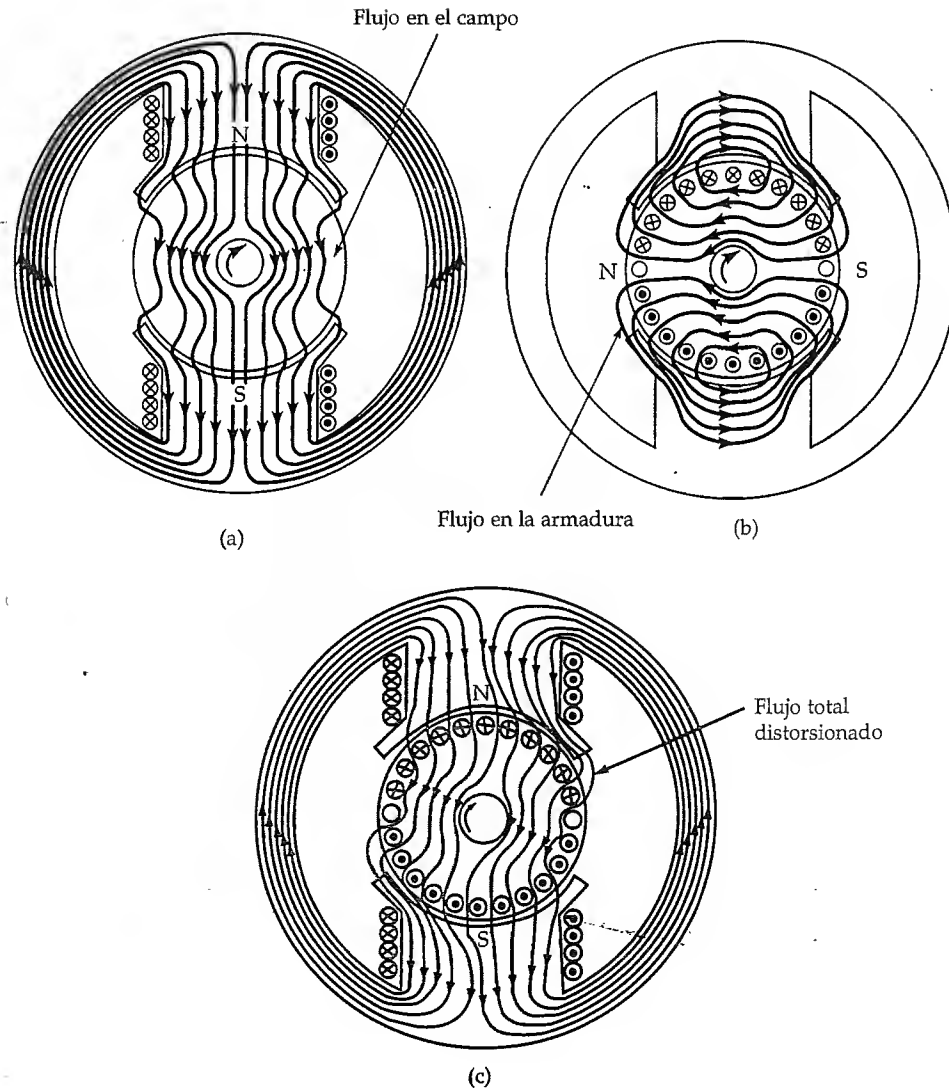 Flujo en el campo
N
S
(a)
N
S
Flujo en la armadura
(b)
N
Flujo total
distorsionado
S
(c)